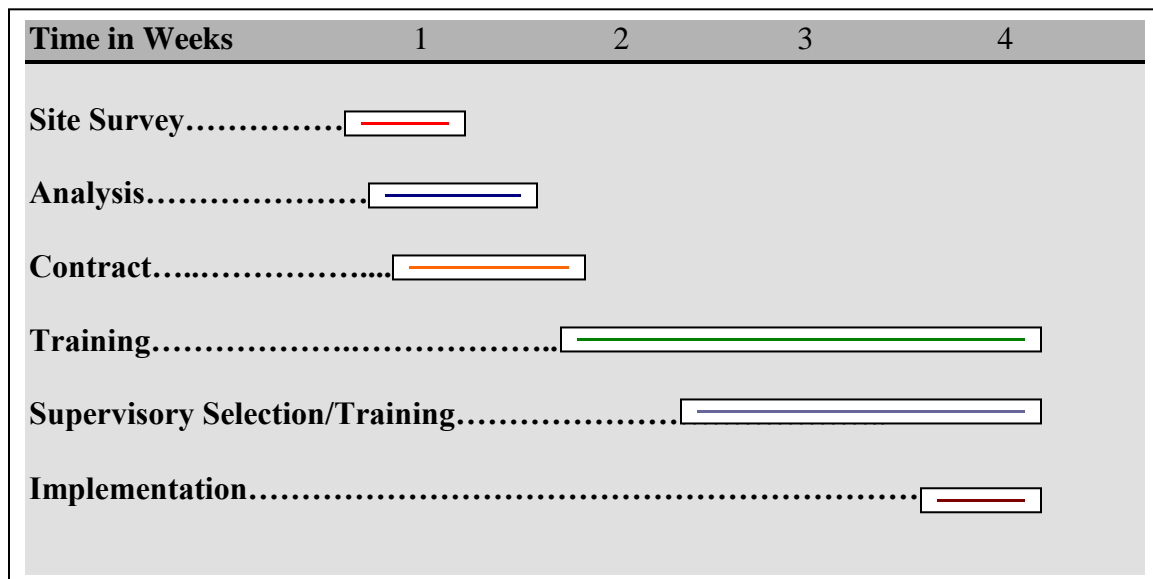 Time in Weeks 1 2 3 4
Site Survey……………
Analysis…………………
Contract…..……………....
Training………………..………………..
Supervisory Selection/Training…………………………………..
Implementation…………………………………………………………